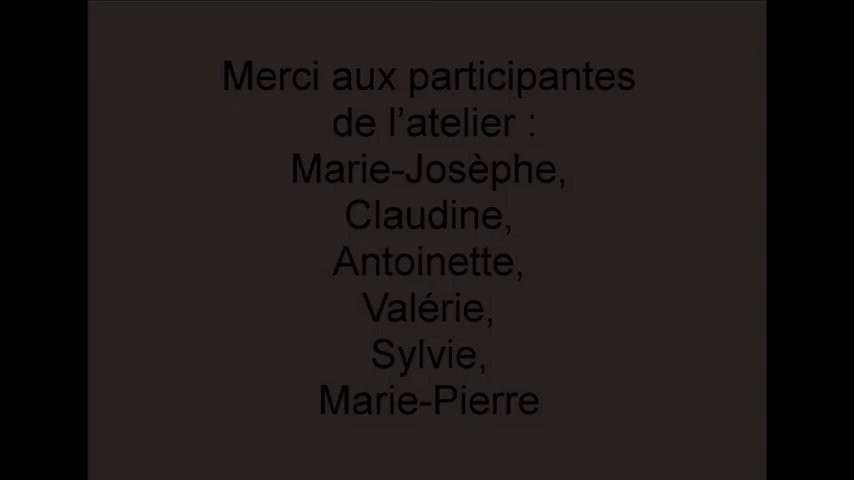 Merci aux participantes
de l’atelier :
Marie-Josèphe,
Claudine,
Antoinette,
Valérie,
Sylvie,
Marie-Pierre